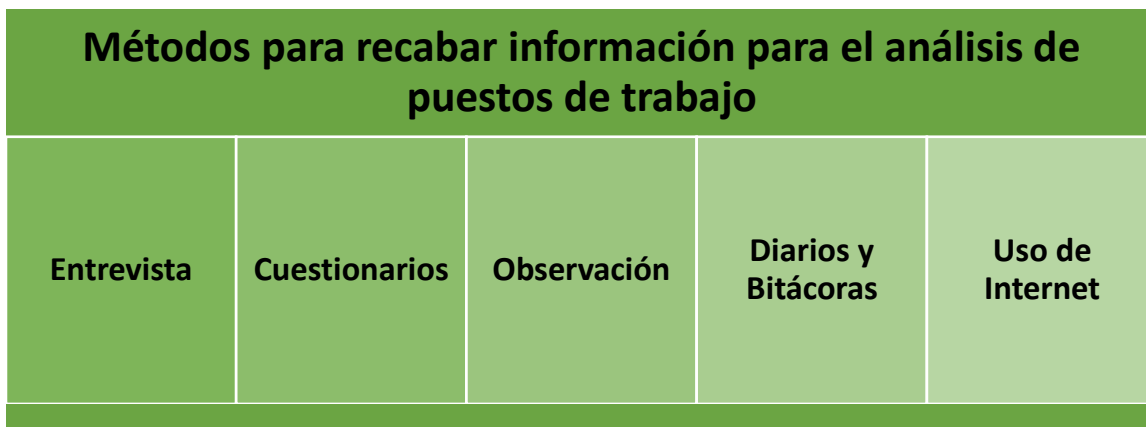 Métodos para recabar información para el análisis de
puestos de trabajo
Entrevista
Cuestionarios
Observación
Diarios y
Bitácoras
Uso de
Internet